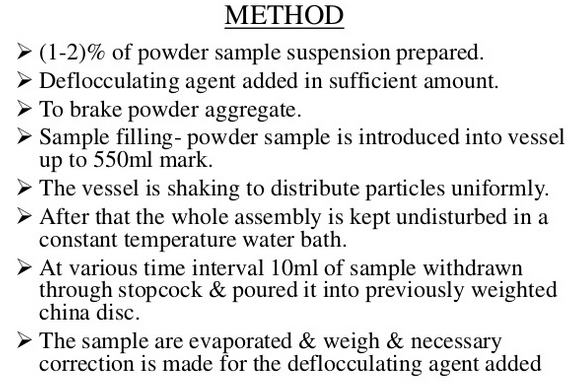 METHOD
➢ (1-2)% of powder sample suspension prepared.
➢ Deflocculating agent added in sufficient amount.
➢ To brake powder aggregate.
➢ Sample filling- powder sample is introduced into vessel
up to 550ml mark.
➢ The vessel is shaking to distribute particles uniformly.
➢ After that the whole assembly is kept undisturbed in a
constant temperature water bath.
➢ At various time interval 10ml of sample withdrawn
through stopcock & poured it into previously weighted
china disc.
➢ The sample are evaporated & weigh & necessary
correction is made for the deflocculating agent added